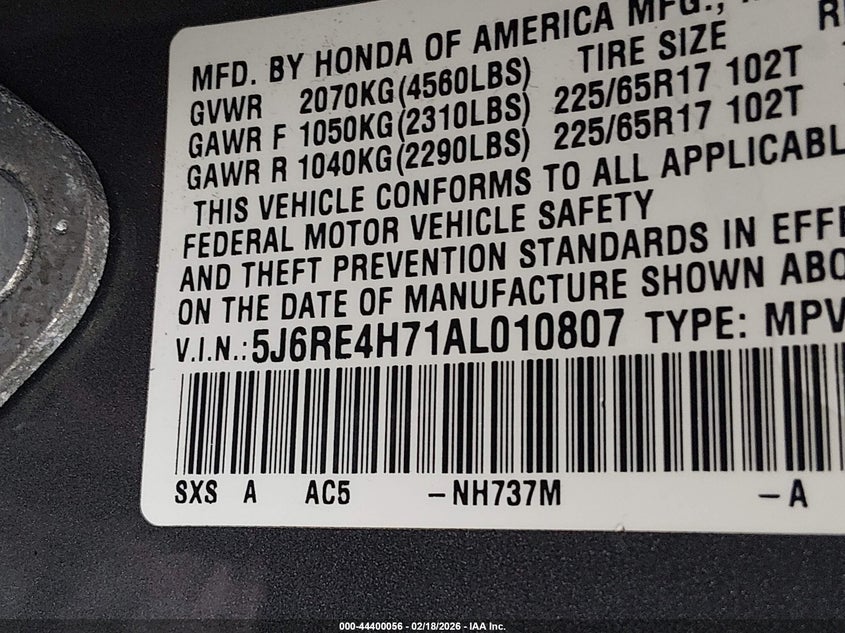 MFD. BY HONDA OF AMERICA MFG.,
TIRE SIZE
GVWR 2070KG(4560LBS)
GAWR F 1050KG(2310LBS) 225/65R17 102T
GAWR R 1040KG(2290LBS) 225/65R17 102T
THIS VEHICLE CONFORMS TO ALL APPLICABL
FEDERAL MOTOR VEHICLE SAFETY
AND THEFT PREVENTION STANDARDS IN EFFE
ON THE DATE OF MANUFACTURE SHOWN ABO
V.I.N.: 5J6RE4H71AL010807 TYPE: MPV
SXS A AC5 -NH737M -A
000-44400056 - 02/18/2026 - IAA Inc.